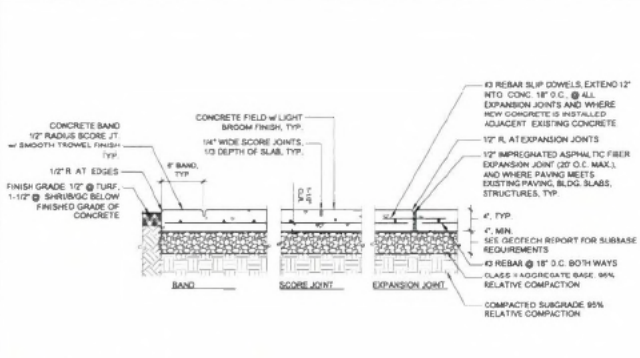 CONCRETE BAND
1/2" RADIUS SCORE JT.
w/ SMOOTH TROWEL FINISH
TYP.
1/2" R. AT EDGES
FINISH GRADE 1/2" @ TURF,
1-1/2" @ SHRUB/GC BELOW
FINISHED GRADE OF
CONCRETE
6" BAND,
TYP
CONCRETE FIELD w/ LIGHT
BROOM FINISH, TYP.
1/4" WIDE SCORE JOINTS,
1/3 DEPTH OF SLAB, TYP.
1-1/2"
CLR.
#3 REBAR SLIP DOWELS, EXTEND 12"
INTO CONC. 18" O.C., @ ALL
EXPANSION JOINTS AND WHERE
NEW CONCRETE IS INSTALLED
ADJACENT EXISTING CONCRETE
1/2" R. AT EXPANSION JOINTS
1/2" IMPREGNATED ASPHALTIC FIBER
EXPANSION JOINT (20' O.C. MAX.),
AND WHERE PAVING MEETS
EXISTING PAVING, BLDG. SLABS,
STRUCTURES, TYP.
4", TYP
4", MIN.
SEE GEOTECH REPORT FOR SUBBASE
REQUIREMENTS
#3 REBAR @ 18" O.C. BOTH WAYS
CLASS II AGGREGATE BASE, 95%
RELATIVE COMPACTION
COMPACTED SUBGRADE, 95%
RELATIVE COMPACTION
BAND
SCORE JOINT
EXPANSION JOINT